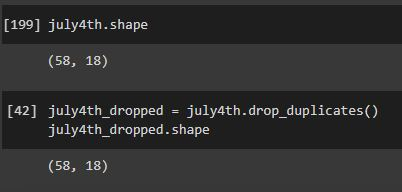 [199] july4th.shape
(58, 18)
[42] july4th_dropped = july4th.drop_duplicates()
july4th_dropped.shape
(58, 18)